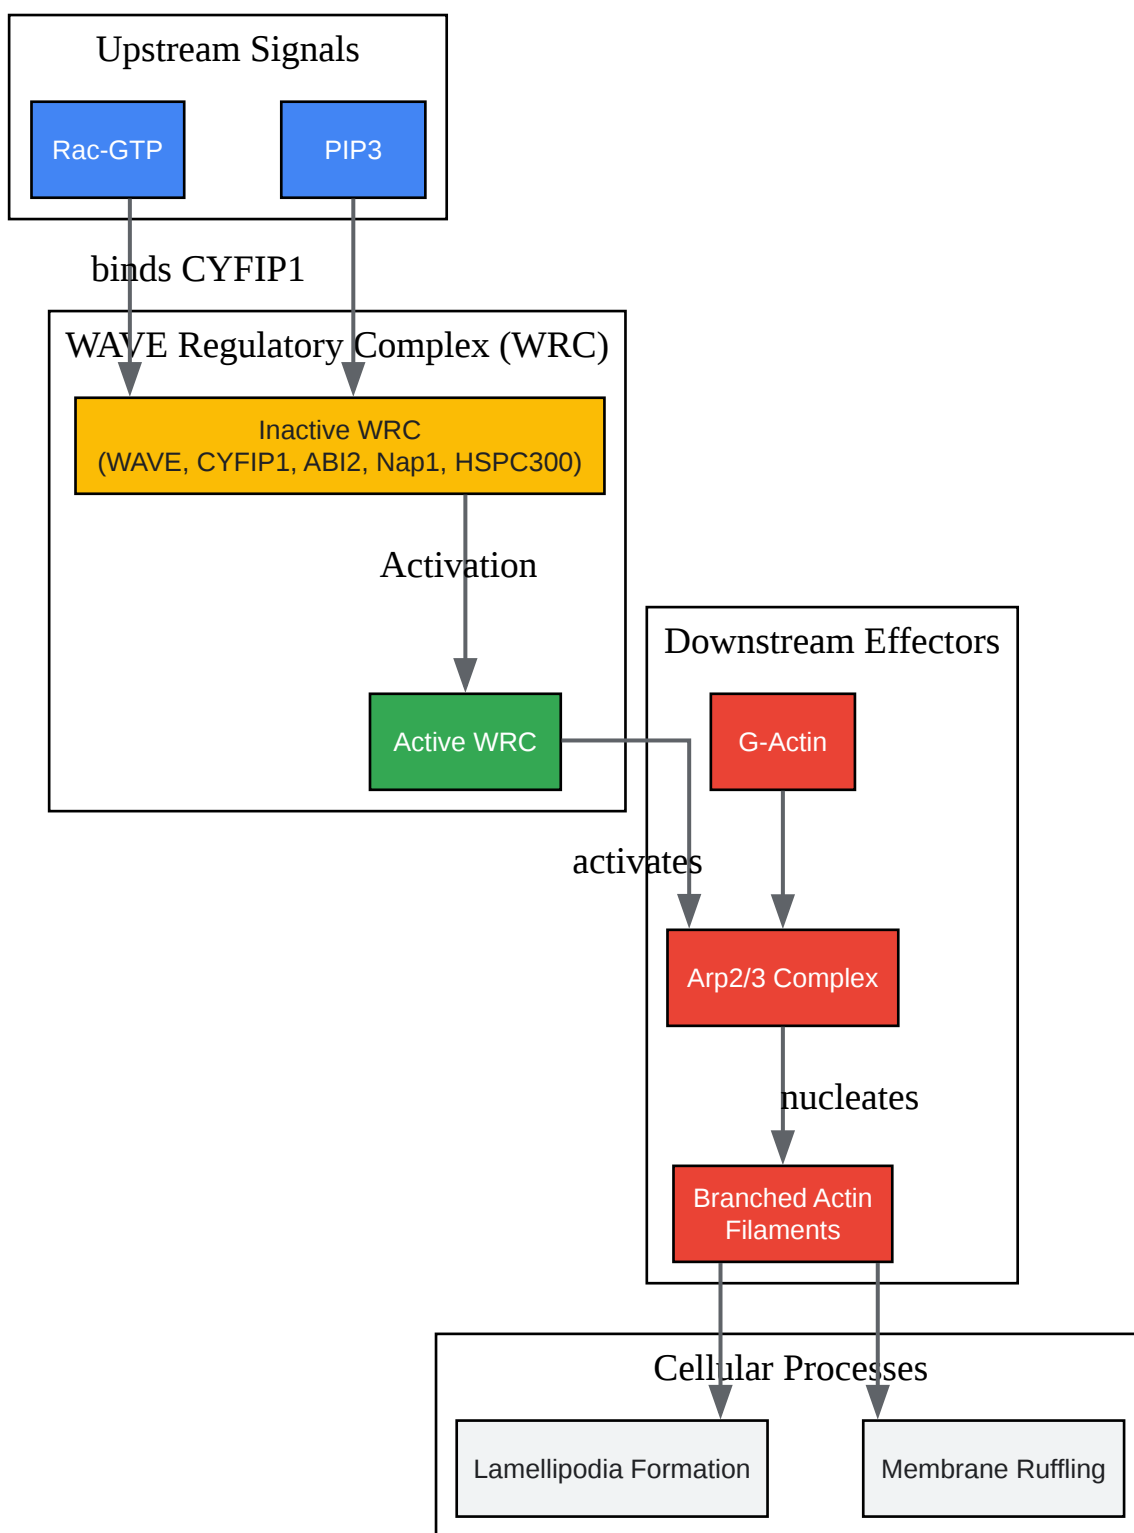 Upstream Signals
Rac-GTP
PIP3
binds CYFIP1
WAVE Regulatory Complex (WRC)
Inactive WRC
(WAVE, CYFIP1, ABI2, Nap1, HSPC300)
Activation
Downstream Effectors
Active WRC
G-Actin
activates
Arp2/3 Complex
nucleates
Branched Actin
Filaments
Cellular Processes
Lamellipodia Formation
Membrane Ruffling